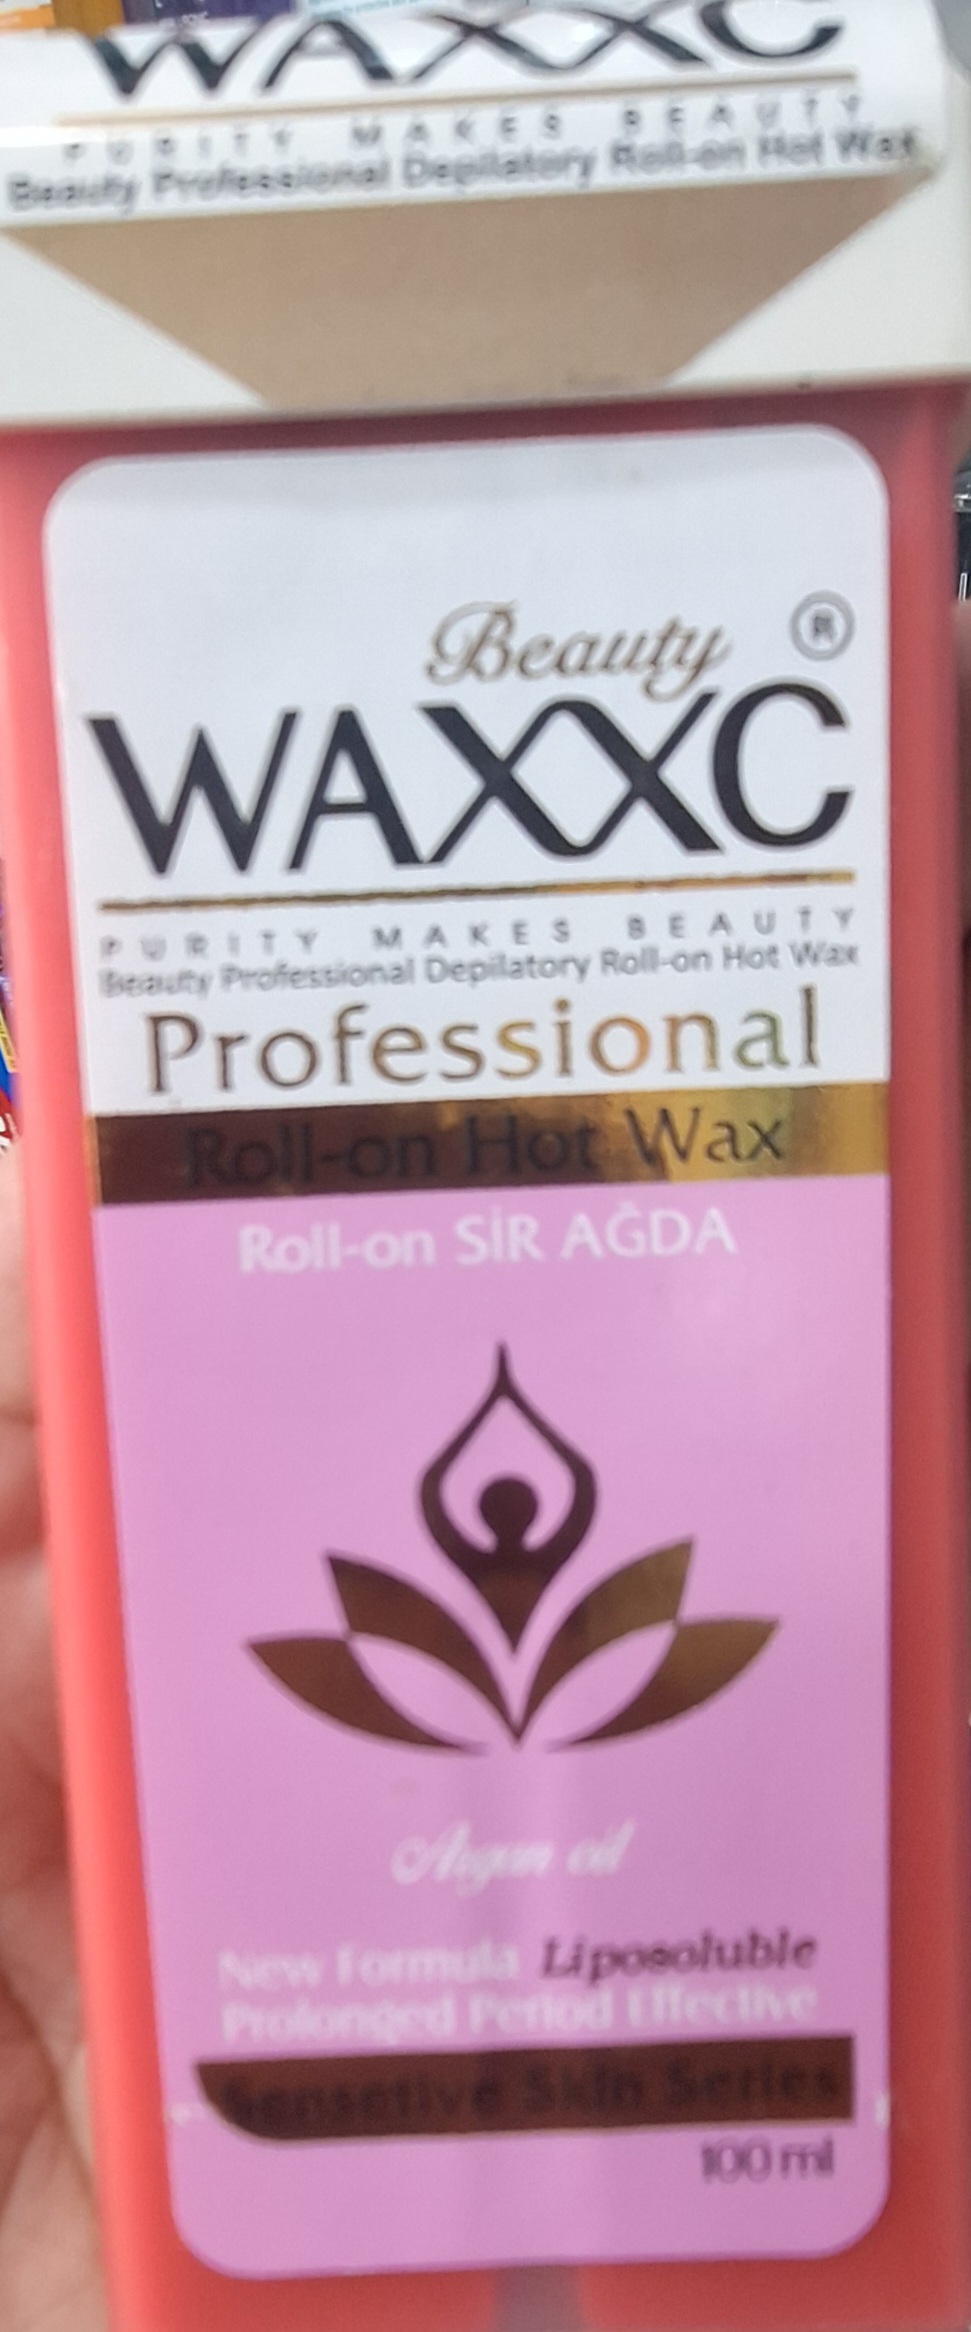 WAXXC
PURITY MAKES BEAUTY
Beauty Professional Depilatory Roll-on Hot Wax
Beauty ®
WAXXC
PURITY MAKES BEAUTY
Beauty Professional Depilatory Roll-on Hot Wax
Professional
Roll-on Hot Wax
Roll-on SİR AĞDA
Argan oil
New Formula Liposoluble
Prolonged Period Effective
Sensetive Skin Series
100 ml